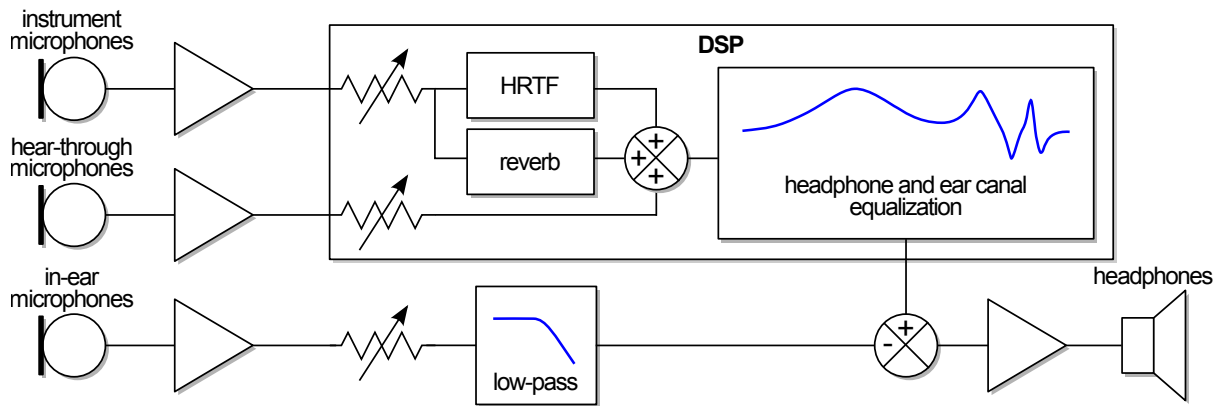 instrument
microphones
DSP
HRTF
reverb
+
+
+
hear-through
microphones
headphone and ear canal
equalization
in-ear
microphones
low-pass
+
-
headphones